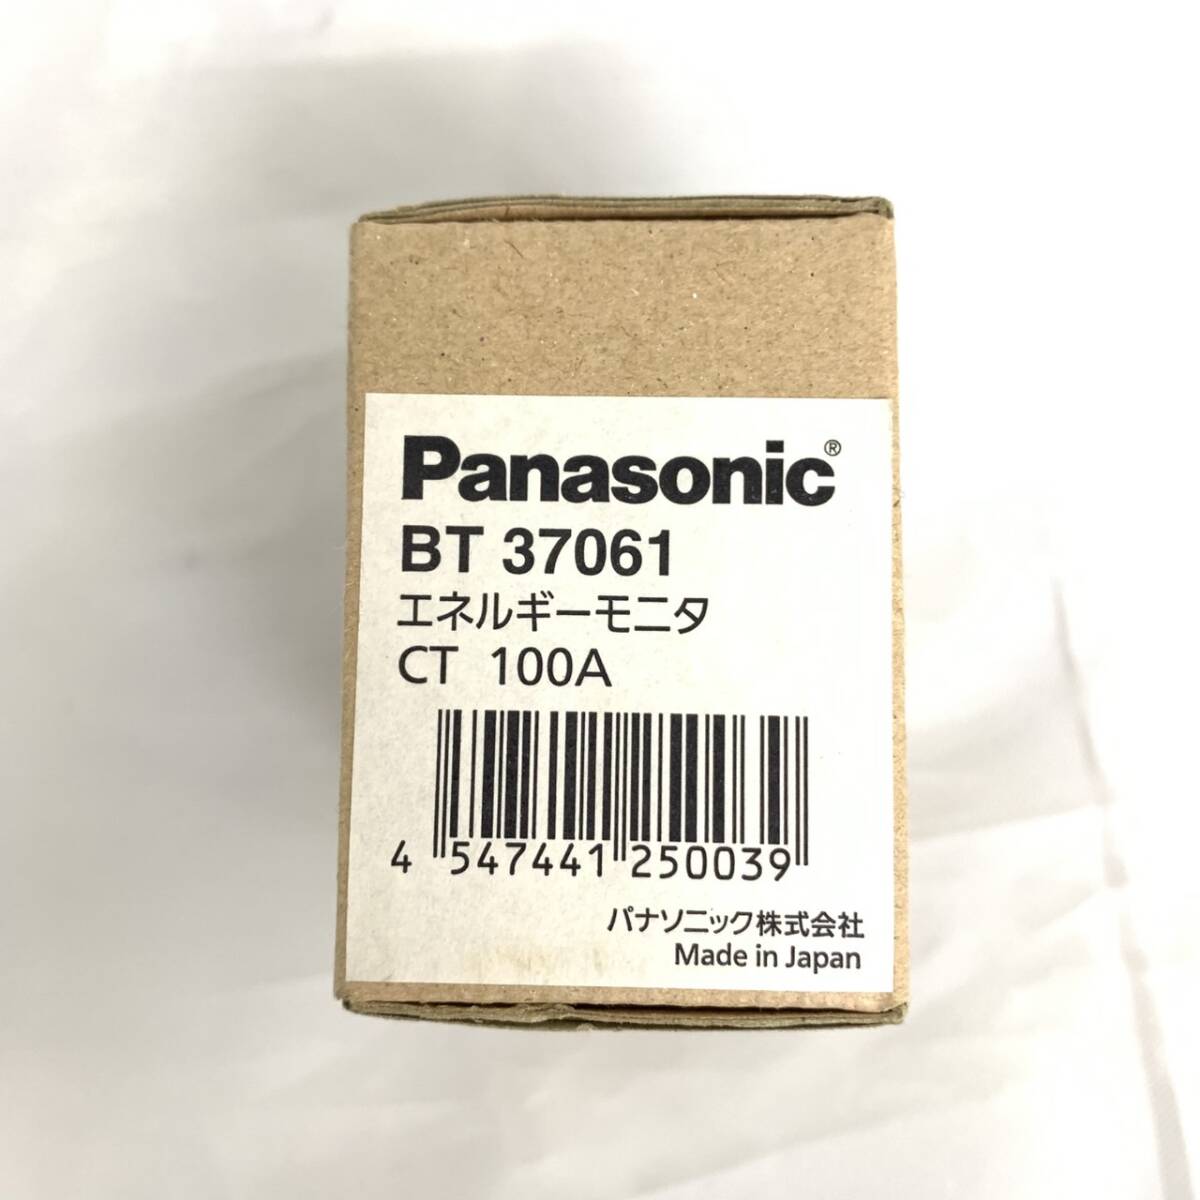 Panasonic®
BT 37061
エネルギーモニタ
CT 100A
4 547441 250039
パナソニック株式会社
Made in Japan